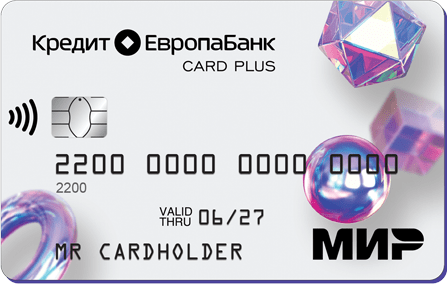 Кредит ЕвропаБанк
CARD PLUS
2200 0000 0000 0000
2200
VALID THRU 06/27
MR CARDHOLDER
МИР